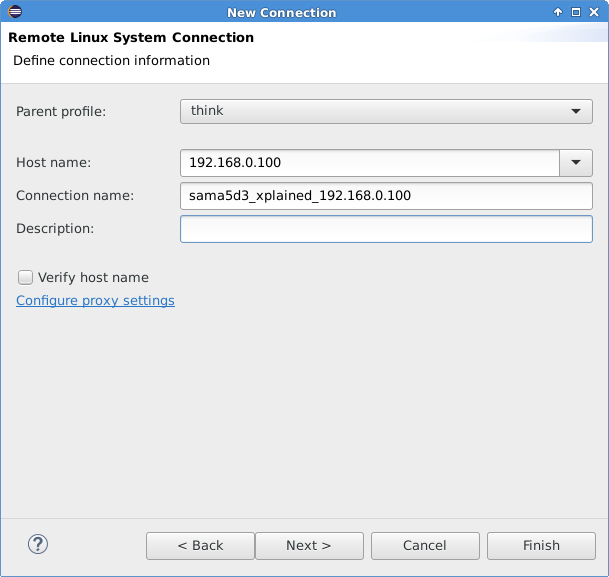 New Connection
Remote Linux System Connection
Define connection information
Parent profile: think
Host name: 192.168.0.100
Connection name: sama5d3_xplained_192.168.0.100
Description:
Verify host name
Configure proxy settings
? < Back Next > Cancel Finish